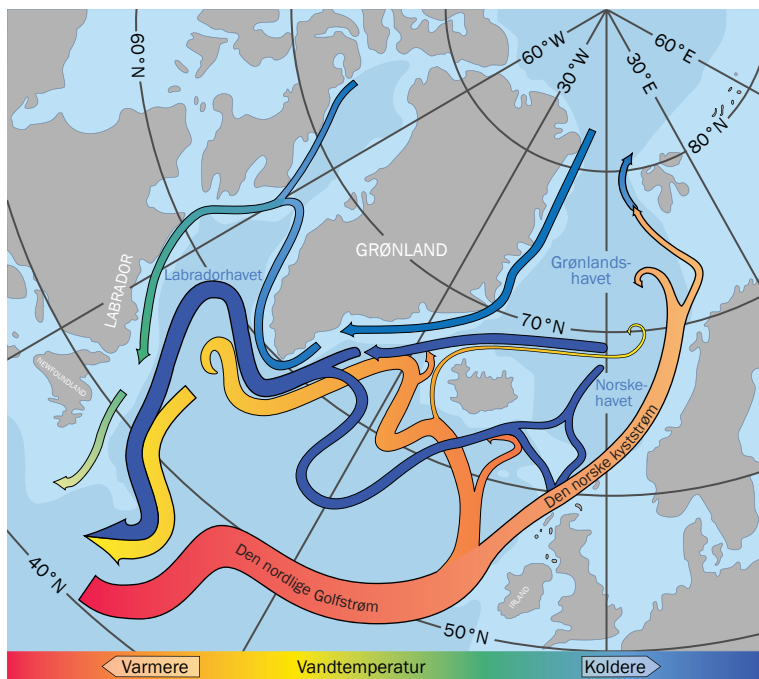 60°N
60°W
30°W
30°E
60°E
80°N
GRØNLAND
Labradorhavet
LABRADOR
Grønlands-
havet
70°N
NEWFOUNDLAND
Norske-
havet
Den norske kyststrøm
Den nordlige Golfstrøm
IRLAND
40°N
50°N
Varmere
Vandtemperatur
Koldere